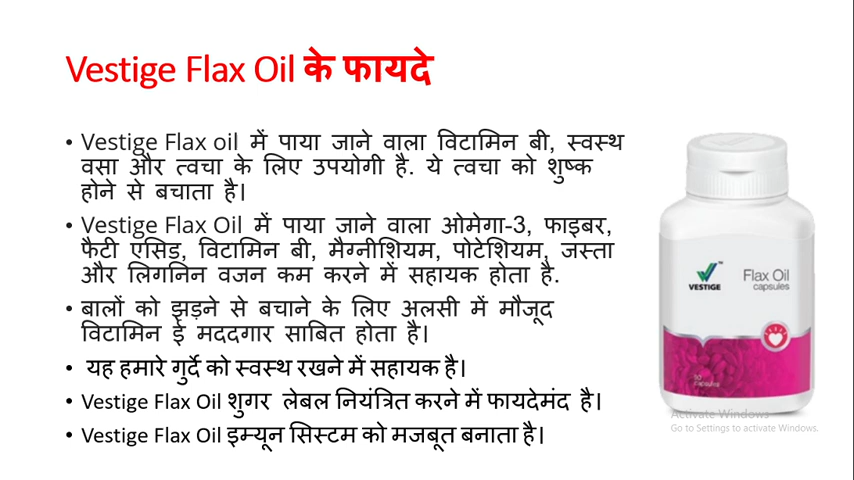 Vestige Flax Oil के फायदे
• Vestige Flax oil में पाया जाने वाला विटामिन बी, स्वस्थ
वसा और त्वचा के लिए उपयोगी है. ये त्वचा को शुष्क
होने से बचाता है।
• Vestige Flax Oil में पाया जाने वाला ओमेगा-3, फाइबर,
फैटी एसिड, विटामिन बी, मैग्नीशियम, पोटेशियम, जस्ता
और लिगनिन वजन कम करने में सहायक होता है.
• बालों को झड़ने से बचाने के लिए अलसी में मौजूद
विटामिन ई मददगार साबित होता है।
• यह हमारे गुर्दे को स्वस्थ रखने में सहायक है।
• Vestige Flax Oil शुगर लेबल नियंत्रित करने में फायदेमंद है।
• Vestige Flax Oil इम्यून सिस्टम को मजबूत बनाता है।
VESTIGE
Flax Oil
capsules
90
capsules
Activate Windows
Go to Settings to activate Windows.